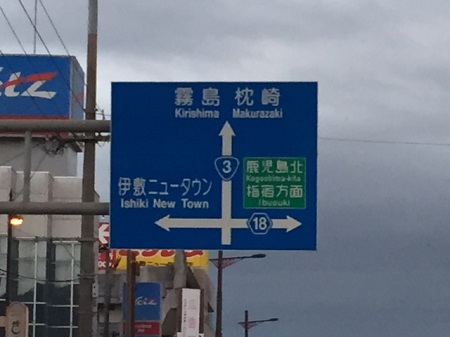 霧島 枕崎
Kirishima Makurazaki
3
伊敷ニュータウン
Ishiki New Town
鹿児島北
Kagoshima-kita
指宿方面
Ibusuki
18